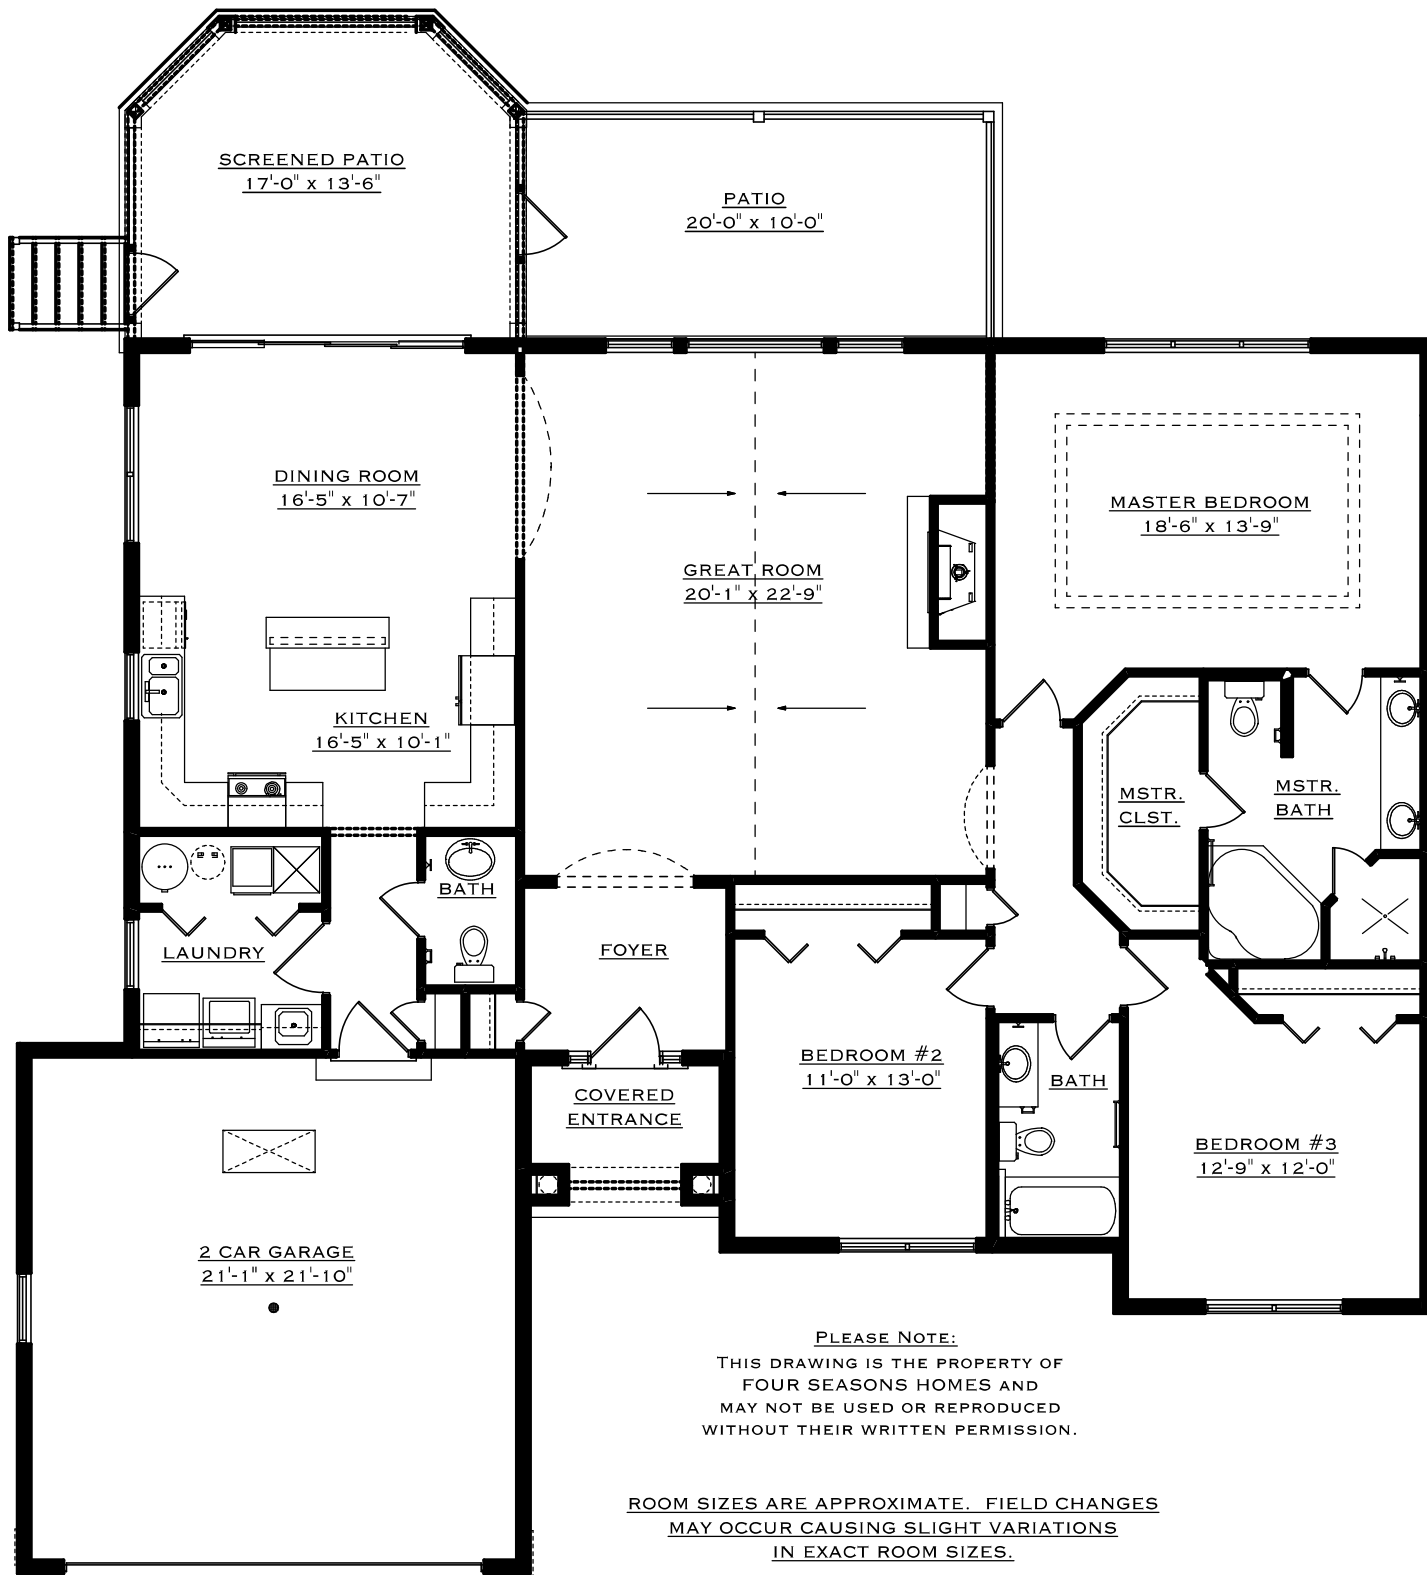 SCREENED PATIO
17'-0" x 13'-6"
PATIO
20'-0" x 10'-0"
DINING ROOM
16'-5" x 10'-7"
MASTER BEDROOM
18'-6" x 13'-9"
GREAT ROOM
20'-1" x 22'-9"
KITCHEN
16'-5" x 10'-1"
MSTR.
CLST.
MSTR.
BATH
BATH
LAUNDRY
FOYER
BEDROOM #2
11'-0" x 13'-0"
BATH
COVERED
ENTRANCE
BEDROOM #3
12'-9" x 12'-0"
2 CAR GARAGE
21'-1" x 21'-10"
PLEASE NOTE:
THIS DRAWING IS THE PROPERTY OF
FOUR SEASONS HOMES AND
MAY NOT BE USED OR REPRODUCED
WITHOUT THEIR WRITTEN PERMISSION.
ROOM SIZES ARE APPROXIMATE. FIELD CHANGES
MAY OCCUR CAUSING SLIGHT VARIATIONS
IN EXACT ROOM SIZES.